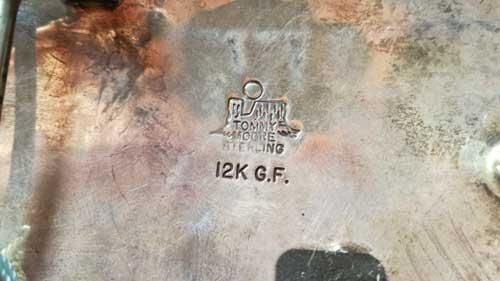 TOMMY
MOORE
STERLING
12K G.F.